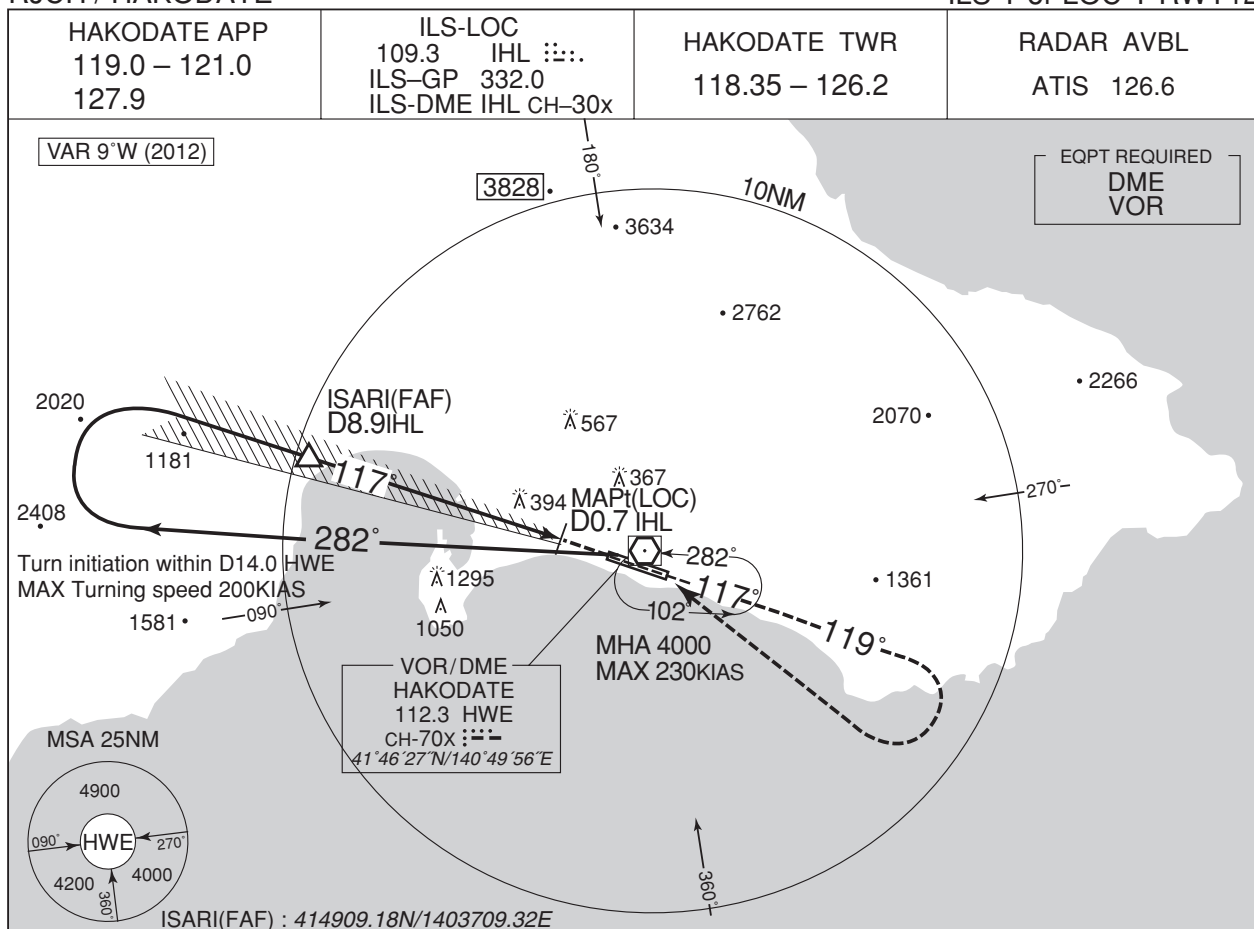 RJCH / HAKODATE
HAKODATE APP
119.0 – 121.0
127.9
ILS-LOC
109.3 IHL
ILS–GP 332.0
ILS-DME IHL CH–30x
HAKODATE TWR
118.35 – 126.2
RADAR AVBL
ATIS 126.6
VAR 9°W (2012)
EQPT REQUIRED
DME
VOR
180°
3828
10NM
3634
2762
2266
2070
2020
ISARI(FAF)
D8.9IHL
567
1181
117°
367
394
MAPt(LOC)
D0.7 IHL
270°
2408
282°
282°
Turn initiation within D14.0 HWE
MAX Turning speed 200KIAS
1295
117°
1361
1581
090°
1050
102°
119°
MHA 4000
MAX 230KIAS
VOR/DME
HAKODATE
112.3 HWE
CH-70X
41°46´27˝N/140°49´56˝E
MSA 25NM
4900
090°
HWE
270°
4200
4000
360°
360°
ISARI(FAF) : 414909.18N/1403709.32E